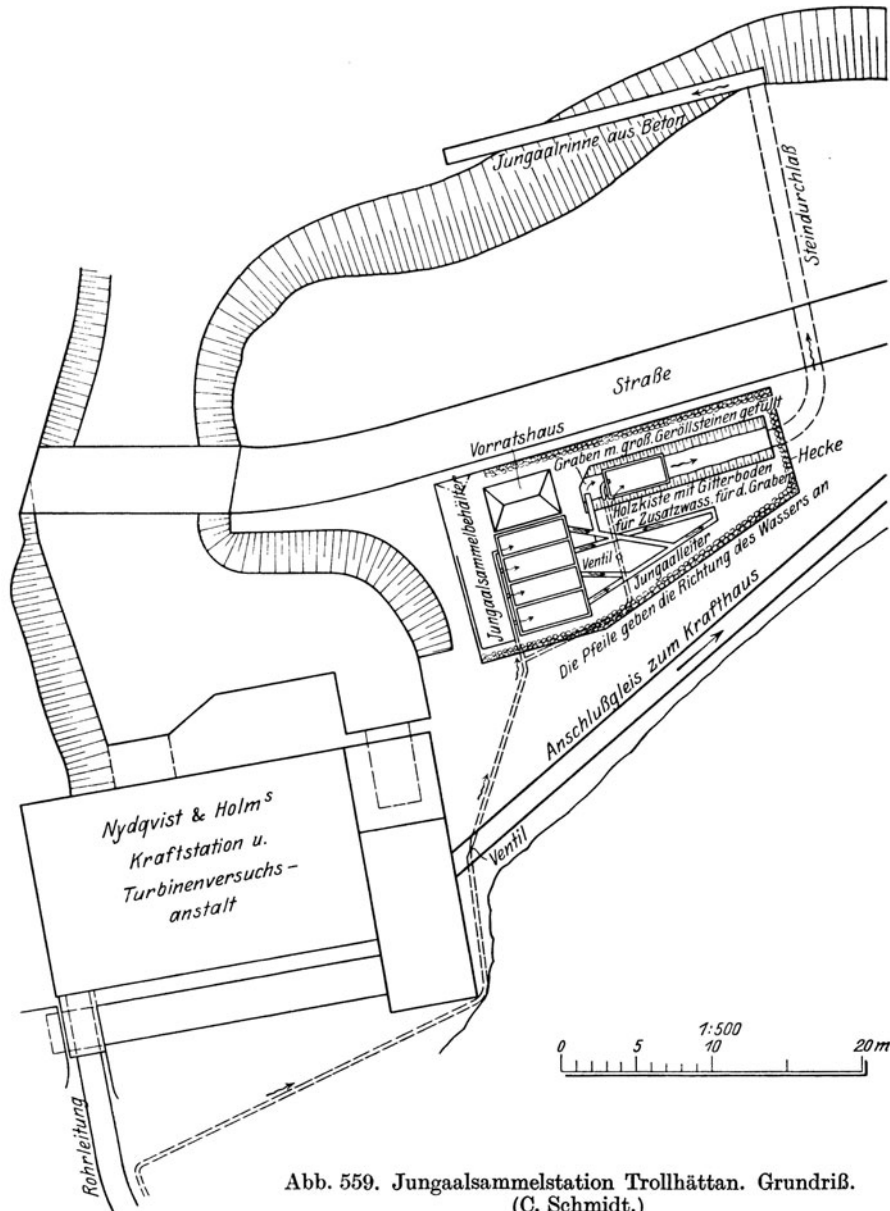 Jungaalrinne aus Beton
Steindurchlaß
Straße
Vorratshaus
Graben m. groß. Geröllsteinen gefüllt
Hecke
Holzkiste mit Gitterboden
für Zusatzwass. für d. Graben
Jungaalsammelbehälter
Ventil
Jungaalleiter
Die Pfeile geben die Richtung des Wassers an
Anschlußgleis zum Krafthaus
Ventil
Nydqvist & Holmˢ
Kraftstation u.
Turbinenversuchs-
anstalt
Rohrleitung
1:500
0 5 10 20 m
Abb. 559. Jungaalsammelstation Trollhättan. Grundriß.
(C. Schmidt.)